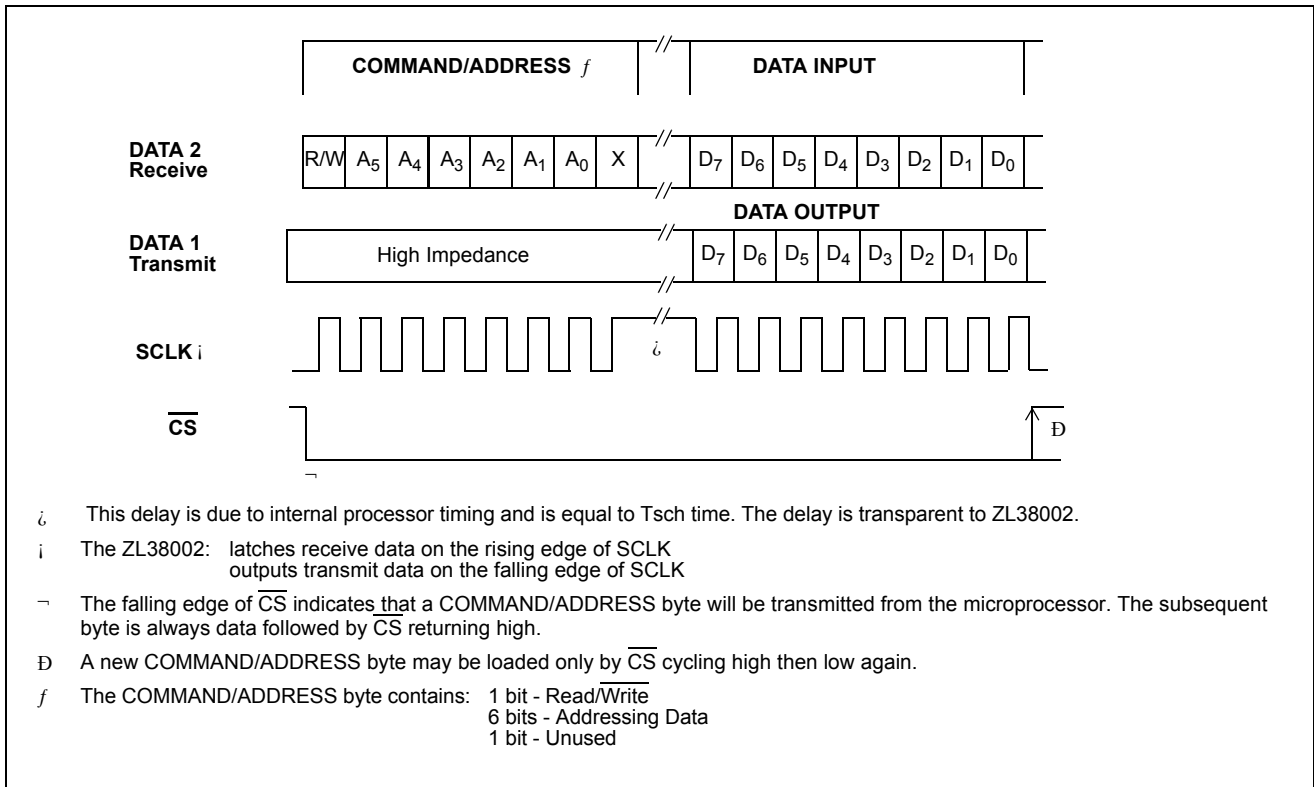 COMMAND/ADDRESS ƒ
DATA INPUT
DATA 2
Receive
R/W A5 A4 A3 A2 A1 A0 X D7 D6 D5 D4 D3 D2 D1 D0
DATA OUTPUT
DATA 1
Transmit
High Impedance D7 D6 D5 D4 D3 D2 D1 D0
SCLK ¡
¿
CS
Ð
¬
¿ This delay is due to internal processor timing and is equal to Tsch time. The delay is transparent to ZL38002.
¡ The ZL38002: latches receive data on the rising edge of SCLK
outputs transmit data on the falling edge of SCLK
¬ The falling edge of CS indicates that a COMMAND/ADDRESS byte will be transmitted from the microprocessor. The subsequent
byte is always data followed by CS returning high.
Ð A new COMMAND/ADDRESS byte may be loaded only by CS cycling high then low again.
ƒ The COMMAND/ADDRESS byte contains: 1 bit - Read/Write
6 bits - Addressing Data
1 bit - Unused